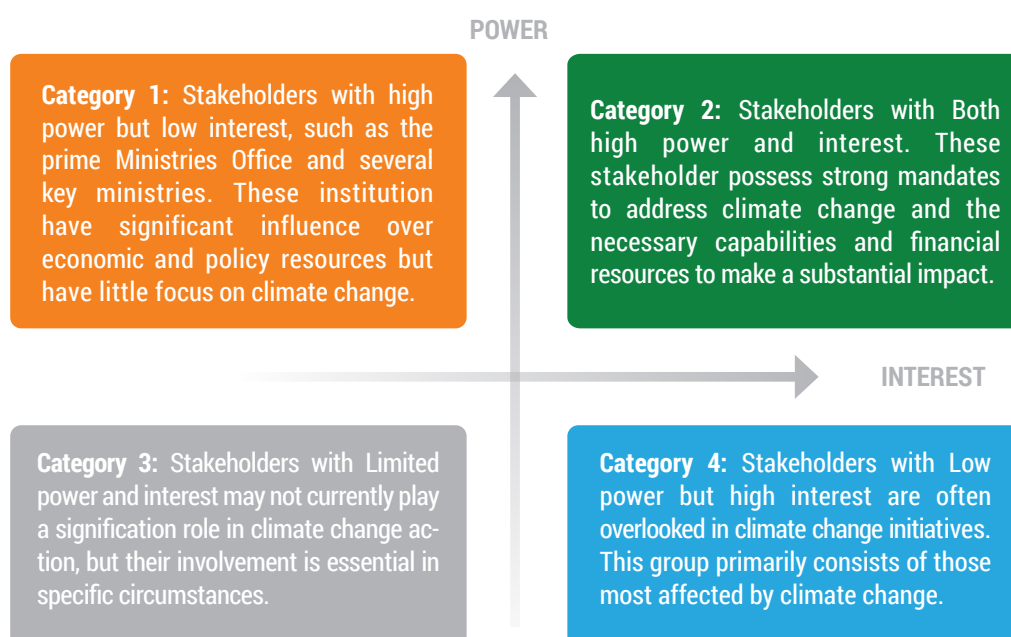 POWER
Category 1: Stakeholders with high
power but low interest, such as the
prime Ministries Office and several
key ministries. These institution
have significant influence over
economic and policy resources but
have little focus on climate change.
Category 2: Stakeholders with Both
high power and interest. These
stakeholder possess strong mandates
to address climate change and the
necessary capabilities and financial
resources to make a substantial impact.
INTEREST
Category 3: Stakeholders with Limited
power and interest may not currently play
a signification role in climate change ac-
tion, but their involvement is essential in
specific circumstances.
Category 4: Stakeholders with Low
power but high interest are often
overlooked in climate change initiatives.
This group primarily consists of those
most affected by climate change.